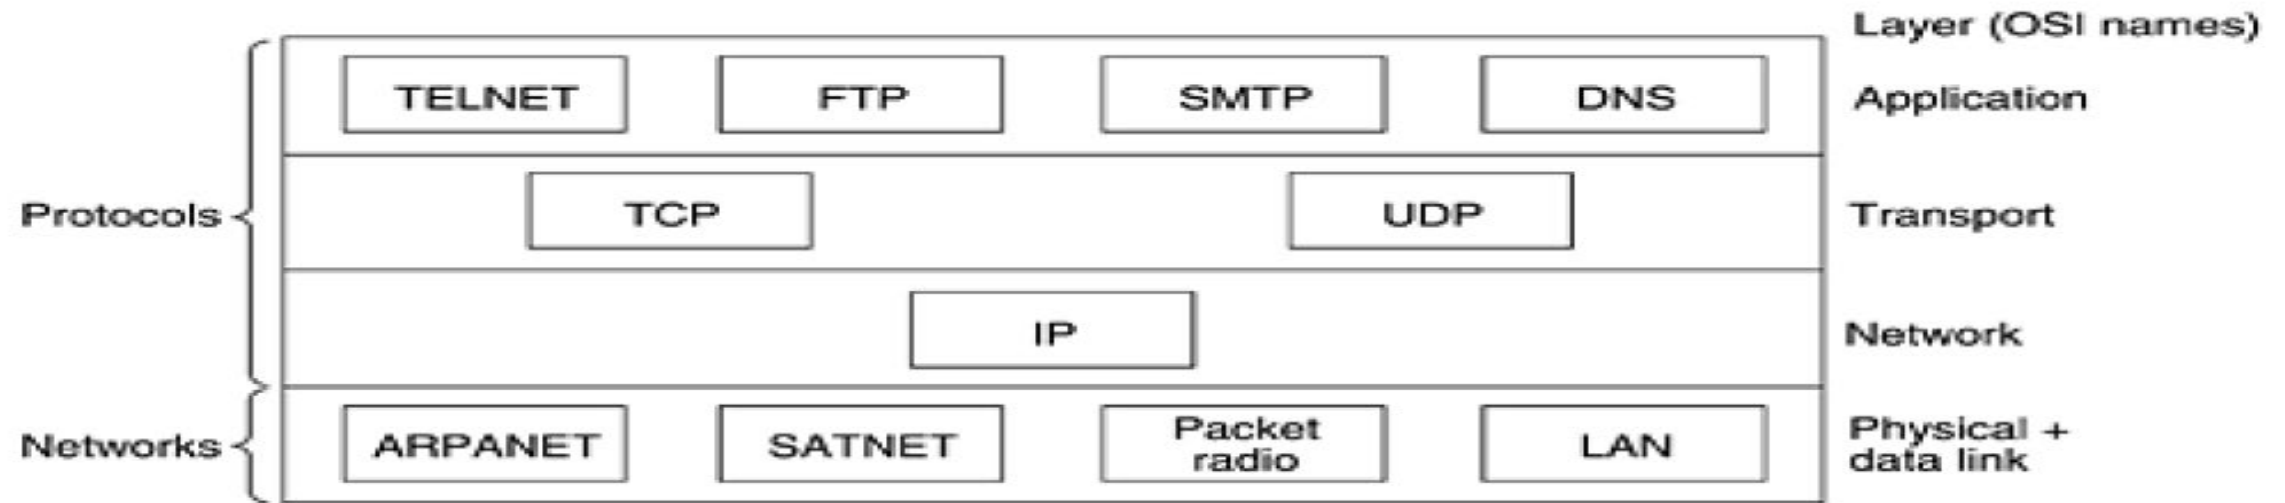 Layer (OSI names)
TELNET FTP SMTP DNS Application
Protocols TCP UDP Transport
IP Network
Networks ARPANET SATNET Packet radio LAN Physical + data link